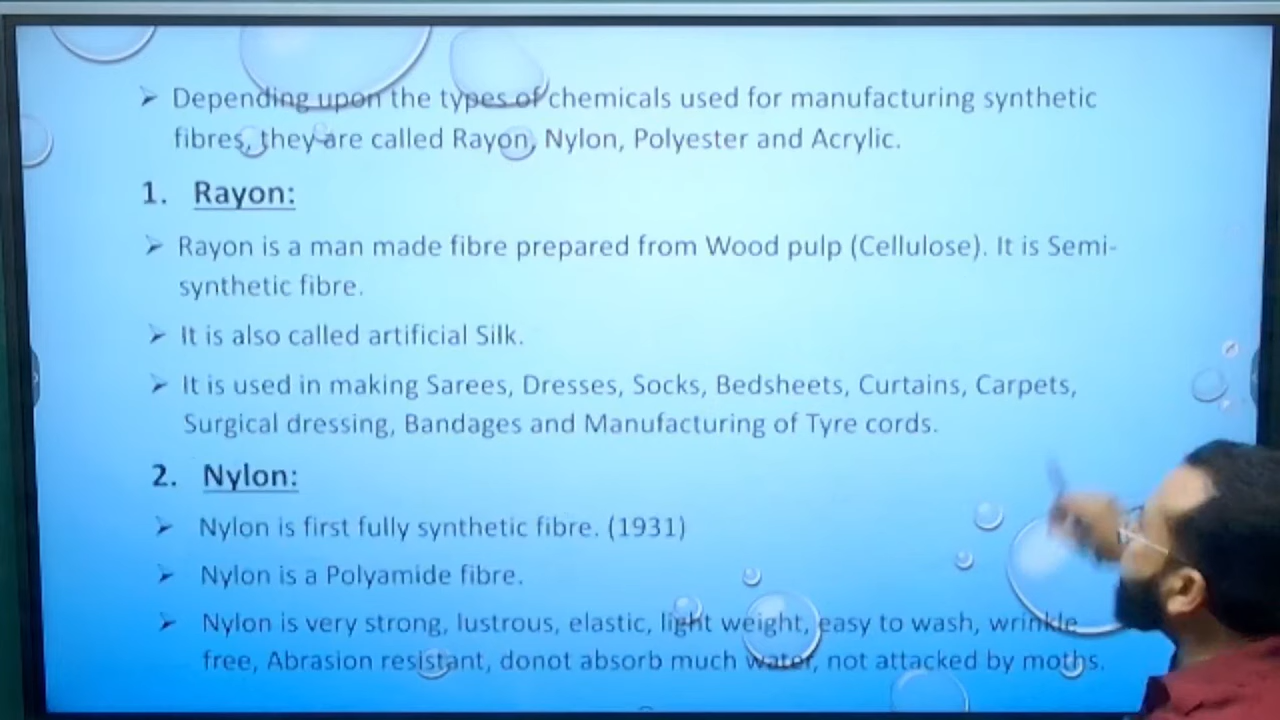 ➢ Depending upon the types of chemicals used for manufacturing synthetic
fibres, they are called Rayon, Nylon, Polyester and Acrylic.
1. Rayon:
➢ Rayon is a man made fibre prepared from Wood pulp (Cellulose). It is Semi-
synthetic fibre.
➢ It is also called artificial Silk.
➢ It is used in making Sarees, Dresses, Socks, Bedsheets, Curtains, Carpets,
Surgical dressing, Bandages and Manufacturing of Tyre cords.
2. Nylon:
➢ Nylon is first fully synthetic fibre. (1931)
➢ Nylon is a Polyamide fibre.
➢ Nylon is very strong, lustrous, elastic, light weight, easy to wash, wrinkle
free, Abrasion resistant, donot absorb much water, not attacked by moths.